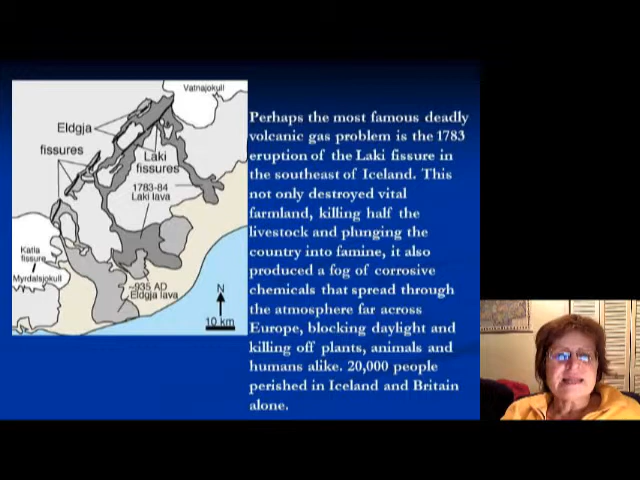 Vatnajokull
Eldgja
fissures
Laki
fissures
1783-84
Laki lava
Katla
fissure
Myrdalsjokull
~935 AD
Eldgja lava
N
10 km
Perhaps the most famous deadly
volcanic gas problem is the 1783
eruption of the Laki fissure in
the southeast of Iceland. This
not only destroyed vital
farmland, killing half the
livestock and plunging the
country into famine, it also
produced a fog of corrosive
chemicals that spread through
the atmosphere far across
Europe, blocking daylight and
killing off plants, animals and
humans alike. 20,000 people
perished in Iceland and Britain
alone.